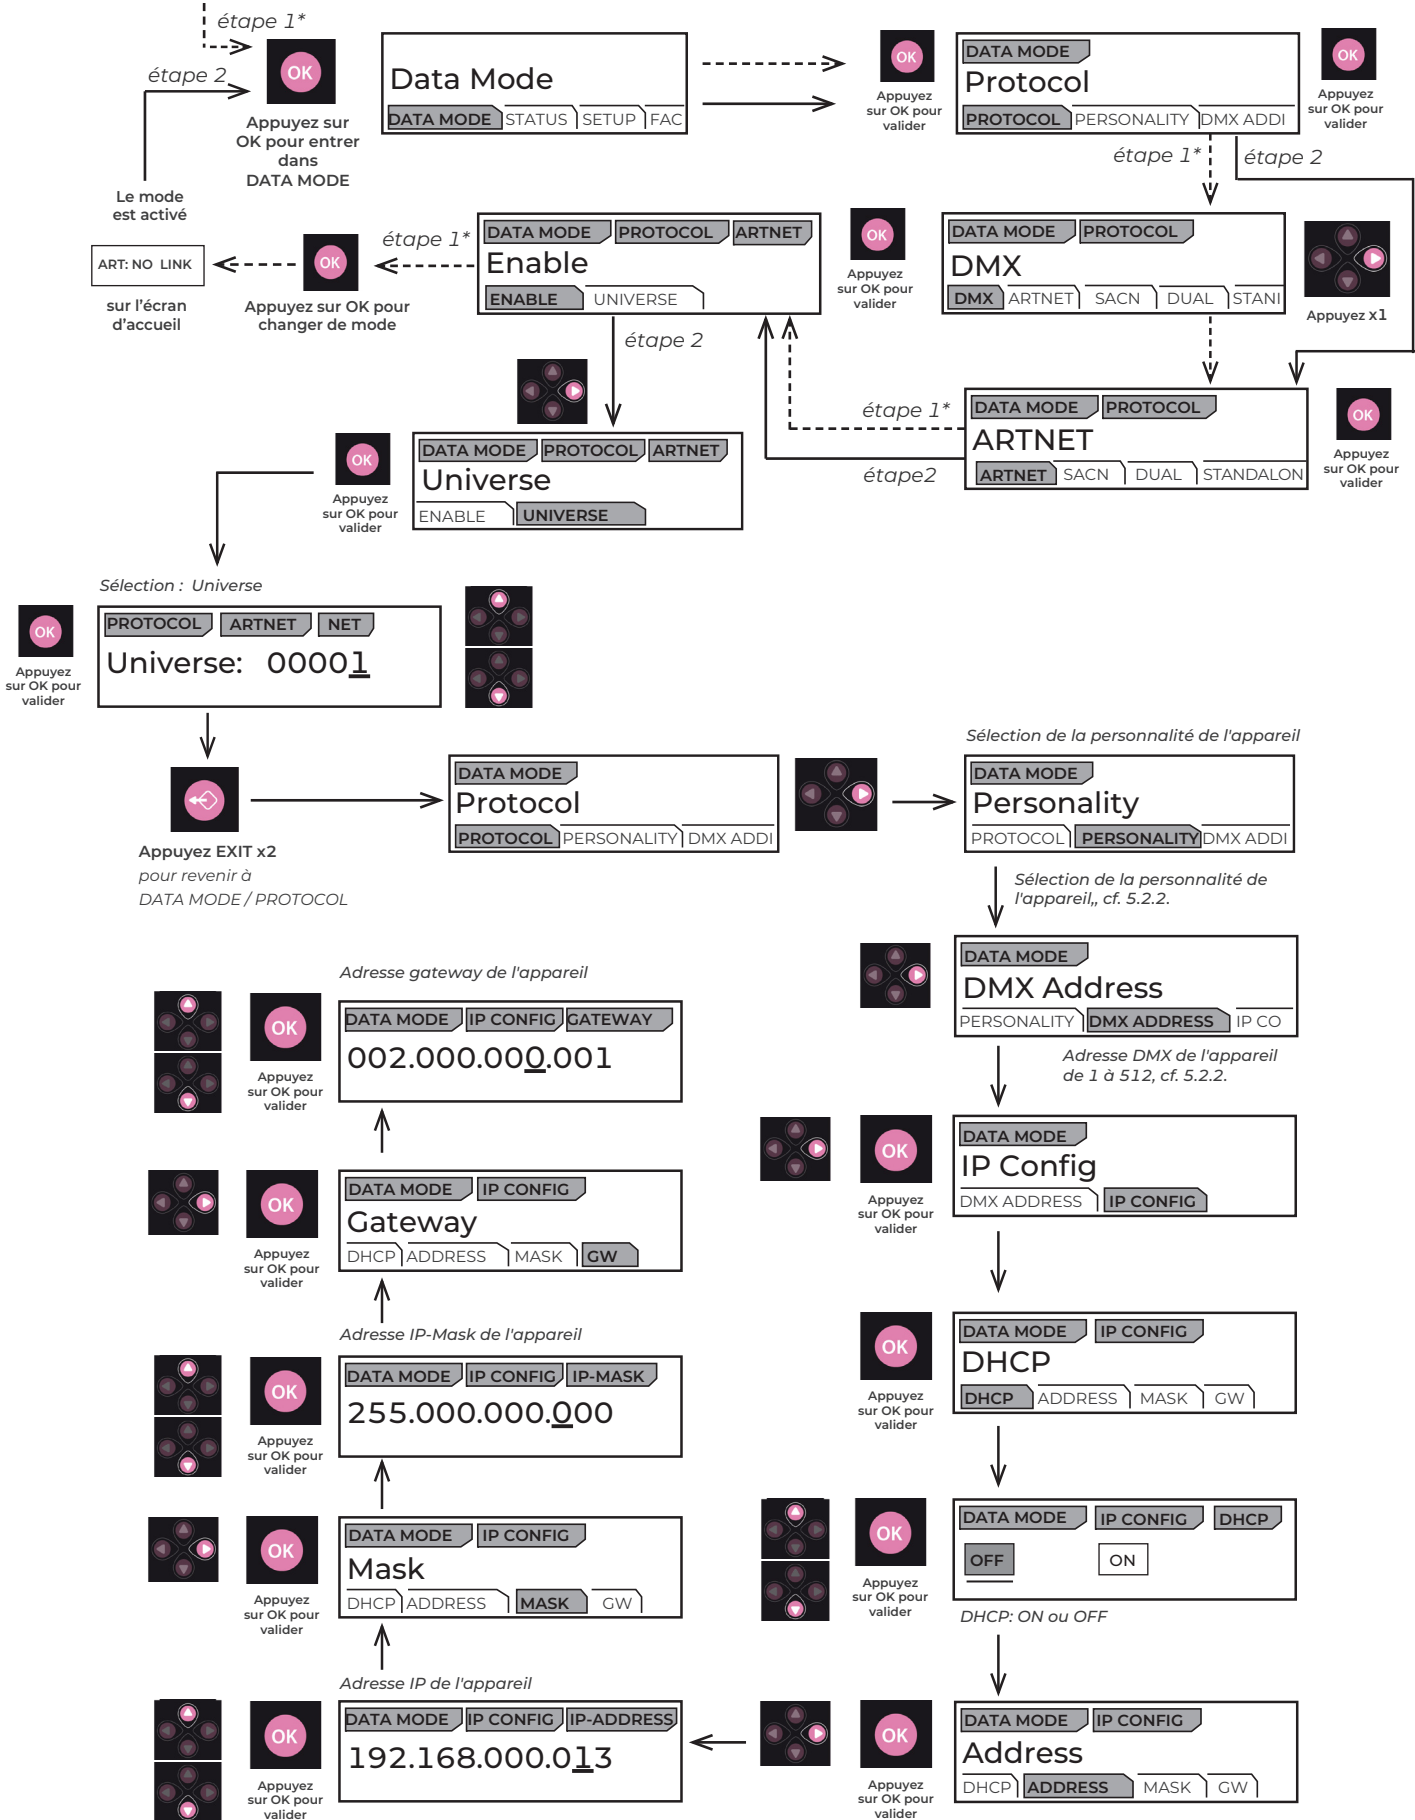 étape 1*
étape 2
OK
Appuyez sur
OK pour entrer
dans
DATA MODE
Data Mode
DATA MODE STATUS SETUP FAC
OK
Appuyez
sur OK pour
valider
DATA MODE
Protocol
PROTOCOL PERSONALITY DMX ADDI
OK
Appuyez
sur OK pour
valider
étape 1*
étape 2
Le mode
est activé
ART: NO LINK
sur l'écran
d'accueil
OK
Appuyez sur OK pour
changer de mode
étape 1*
DATA MODE PROTOCOL ARTNET
Enable
ENABLE UNIVERSE
OK
Appuyez
sur OK pour
valider
DATA MODE PROTOCOL
DMX
DMX ARTNET SACN DUAL STANI
Appuyez x1
étape 2
étape 1*
étape2
DATA MODE PROTOCOL
ARTNET
ARTNET SACN DUAL STANDALON
OK
Appuyez
sur OK pour
valider
OK
Appuyez
sur OK pour
valider
DATA MODE PROTOCOL ARTNET
Universe
ENABLE UNIVERSE
Sélection : Universe
OK
Appuyez
sur OK pour
valider
PROTOCOL ARTNET NET
Universe: 00001
Appuyez EXIT x2
pour revenir à
DATA MODE / PROTOCOL
DATA MODE
Protocol
PROTOCOL PERSONALITY DMX ADDI
Sélection de la personnalité de l'appareil
DATA MODE
Personality
PROTOCOL PERSONALITY DMX ADDI
Sélection de la personnalité de
l'appareil,, cf. 5.2.2.
DATA MODE
DMX Address
PERSONALITY DMX ADDRESS IP CO
Adresse DMX de l'appareil
de 1 à 512, cf. 5.2.2.
OK
Appuyez
sur OK pour
valider
DATA MODE
IP Config
DMX ADDRESS IP CONFIG
OK
Appuyez
sur OK pour
valider
DATA MODE IP CONFIG
DHCP
DHCP ADDRESS MASK GW
OK
Appuyez
sur OK pour
valider
DATA MODE IP CONFIG DHCP
OFF ON
DHCP: ON ou OFF
OK
Appuyez
sur OK pour
valider
DATA MODE IP CONFIG
Address
DHCP ADDRESS MASK GW
Adresse IP de l'appareil
OK
Appuyez
sur OK pour
valider
DATA MODE IP CONFIG IP-ADDRESS
192.168.000.013
OK
Appuyez
sur OK pour
valider
DATA MODE IP CONFIG
Mask
DHCP ADDRESS MASK GW
Adresse IP-Mask de l'appareil
OK
Appuyez
sur OK pour
valider
DATA MODE IP CONFIG IP-MASK
255.000.000.000
OK
Appuyez
sur OK pour
valider
DATA MODE IP CONFIG
Gateway
DHCP ADDRESS MASK GW
Adresse gateway de l'appareil
OK
Appuyez
sur OK pour
valider
DATA MODE IP CONFIG GATEWAY
002.000.000.001